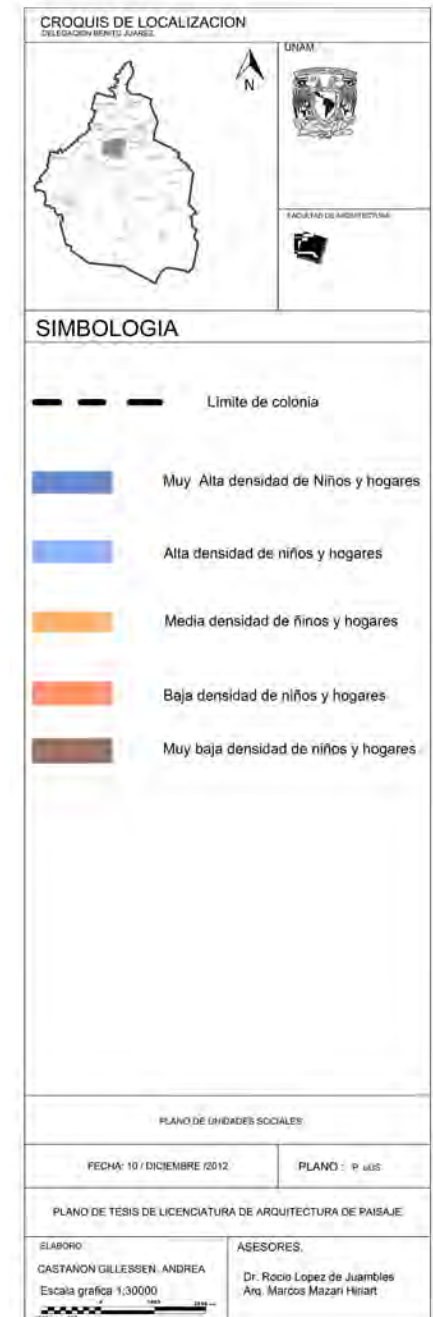 CROQUIS DE LOCALIZACION
DELEGACION BENITO JUAREZ
N
UNAM
FACULTAD DE ARQUITECTURA
SIMBOLOGIA
Limite de colonia
Muy Alta densidad de Niños y hogares
Alta densidad de niños y hogares
Media densidad de ñinos y hogares
Baja densidad de niños y hogares
Muy baja densidad de niños y hogares
PLANO DE UNIDADES SOCIALES
FECHA: 10 / DICIEMBRE /2012
PLANO : P
PLANO DE TESIS DE LICENCIATURA DE ARQUITECTURA DE PAISAJE
ELABORO
CASTAÑON GILLESSEN ANDREA
Escala grafica 1:30000
ASESORES.
Dr. Rocio Lopez de Juambles
Arq. Marcos Mazari Hiriart